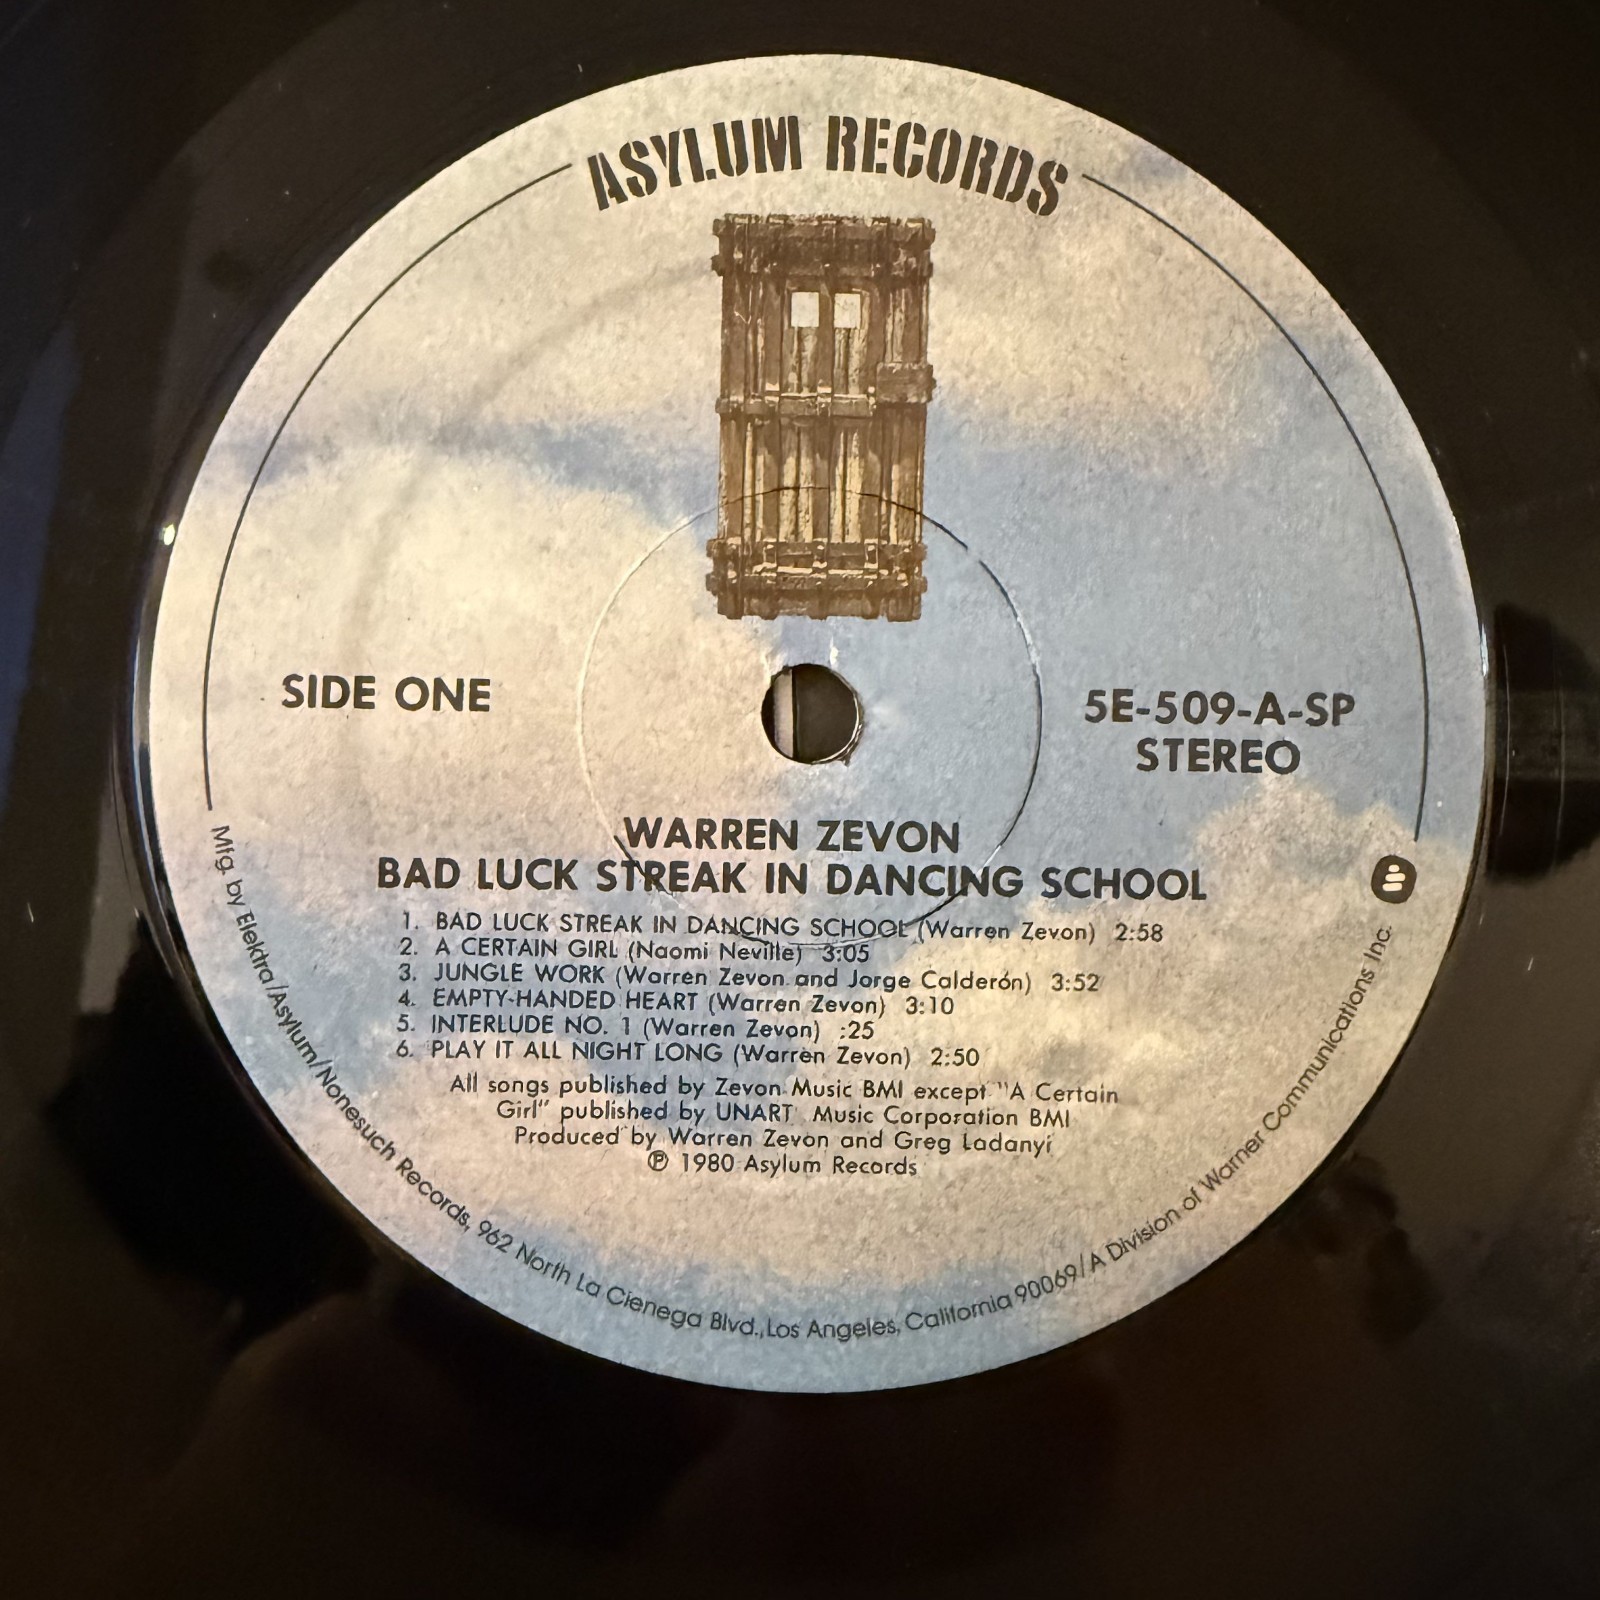 ASYLUM RECORDS
SIDE ONE
5E-509-A-SP
STEREO
WARREN ZEVON
BAD LUCK STREAK IN DANCING SCHOOL
1. BAD LUCK STREAK IN DANCING SCHOOL (Warren Zevon) 2:58
2. A CERTAIN GIRL (Naomi Neville) 3:05
3. JUNGLE WORK (Warren Zevon and Jorge Calderón) 3:52
4. EMPTY-HANDED HEART (Warren Zevon) 3:10
5. INTERLUDE NO. 1 (Warren Zevon) :25
6. PLAY IT ALL NIGHT LONG (Warren Zevon) 2:50
All songs published by Zevon Music BMI except "A Certain
Girl" published by UNART Music Corporation BMI
Produced by Warren Zevon and Greg Ladanyi
℗ 1980 Asylum Records
Mfg. by Elektra/Asylum/Nonesuch Records, 962 North La Cienega Blvd., Los Angeles, California 90069/A Division of Warner Communications Inc.